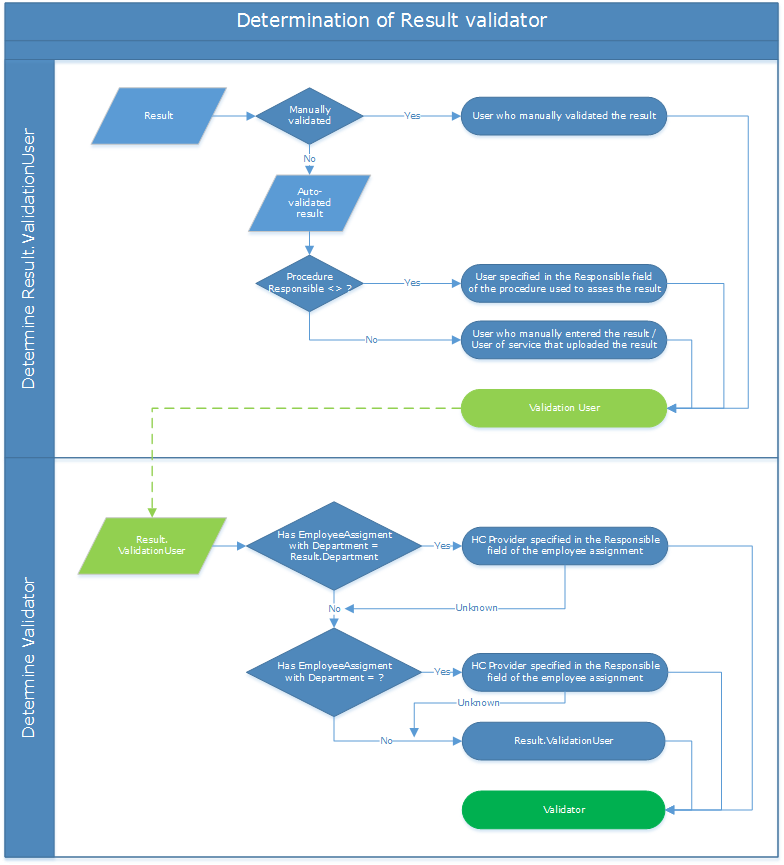 Determination of Result validator
Determine Result.ValidationUser
Result
Manually
validated
Yes
User who manually validated the result
No
Auto-
validated
result
Procedure
Responsible <> ?
Yes
User specified in the Responsible field
of the procedure used to asses the result
No
User who manually entered the result /
User of service that uploaded the result
Validation User
Determine Validator
Result.
ValidationUser
Has EmployeeAssigment
with Department =
Result.Department
Yes
HC Provider specified in the Responsible
field of the employee assignment
No
Unknown
Has EmployeeAssigment
with Department = ?
Yes
HC Provider specified in the Responsible
field of the employee assignment
Unknown
No
Result.ValidationUser
Validator